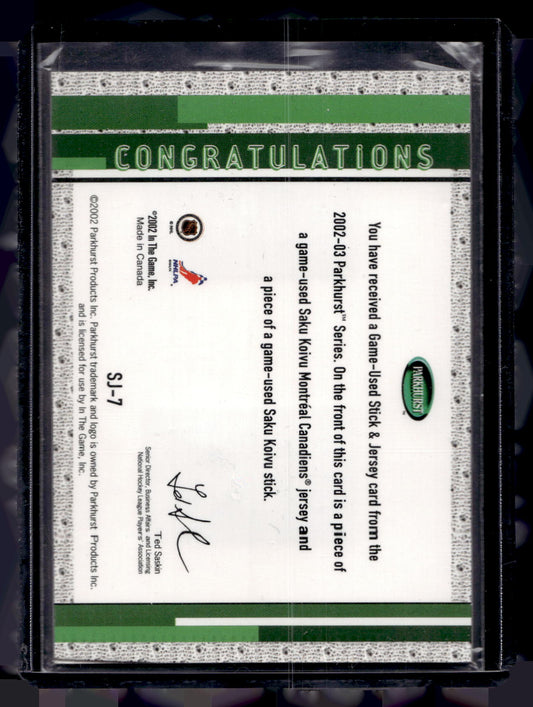 CONGRATULATIONS
PARKHURST™
You have received a Game-Used Stick & Jersey card from the
2002-03 Parkhurst™ Series. On the front of this card is a piece of
a game-used Saku Koivu Montréal Canadiens® jersey and
a piece of a game-used Saku Koivu stick.
© NHL
NHLPA
®2002 In The Game, Inc.
Made in Canada
Ted Saskin
Senior Director, Business Affairs and Licensing
National Hockey League Players' Association
SJ-7
©2002 Parkhurst Products Inc. Parkhurst trademark and logo is owned by Parkhurst Products Inc.
and is licensed for use by In The Game, Inc.